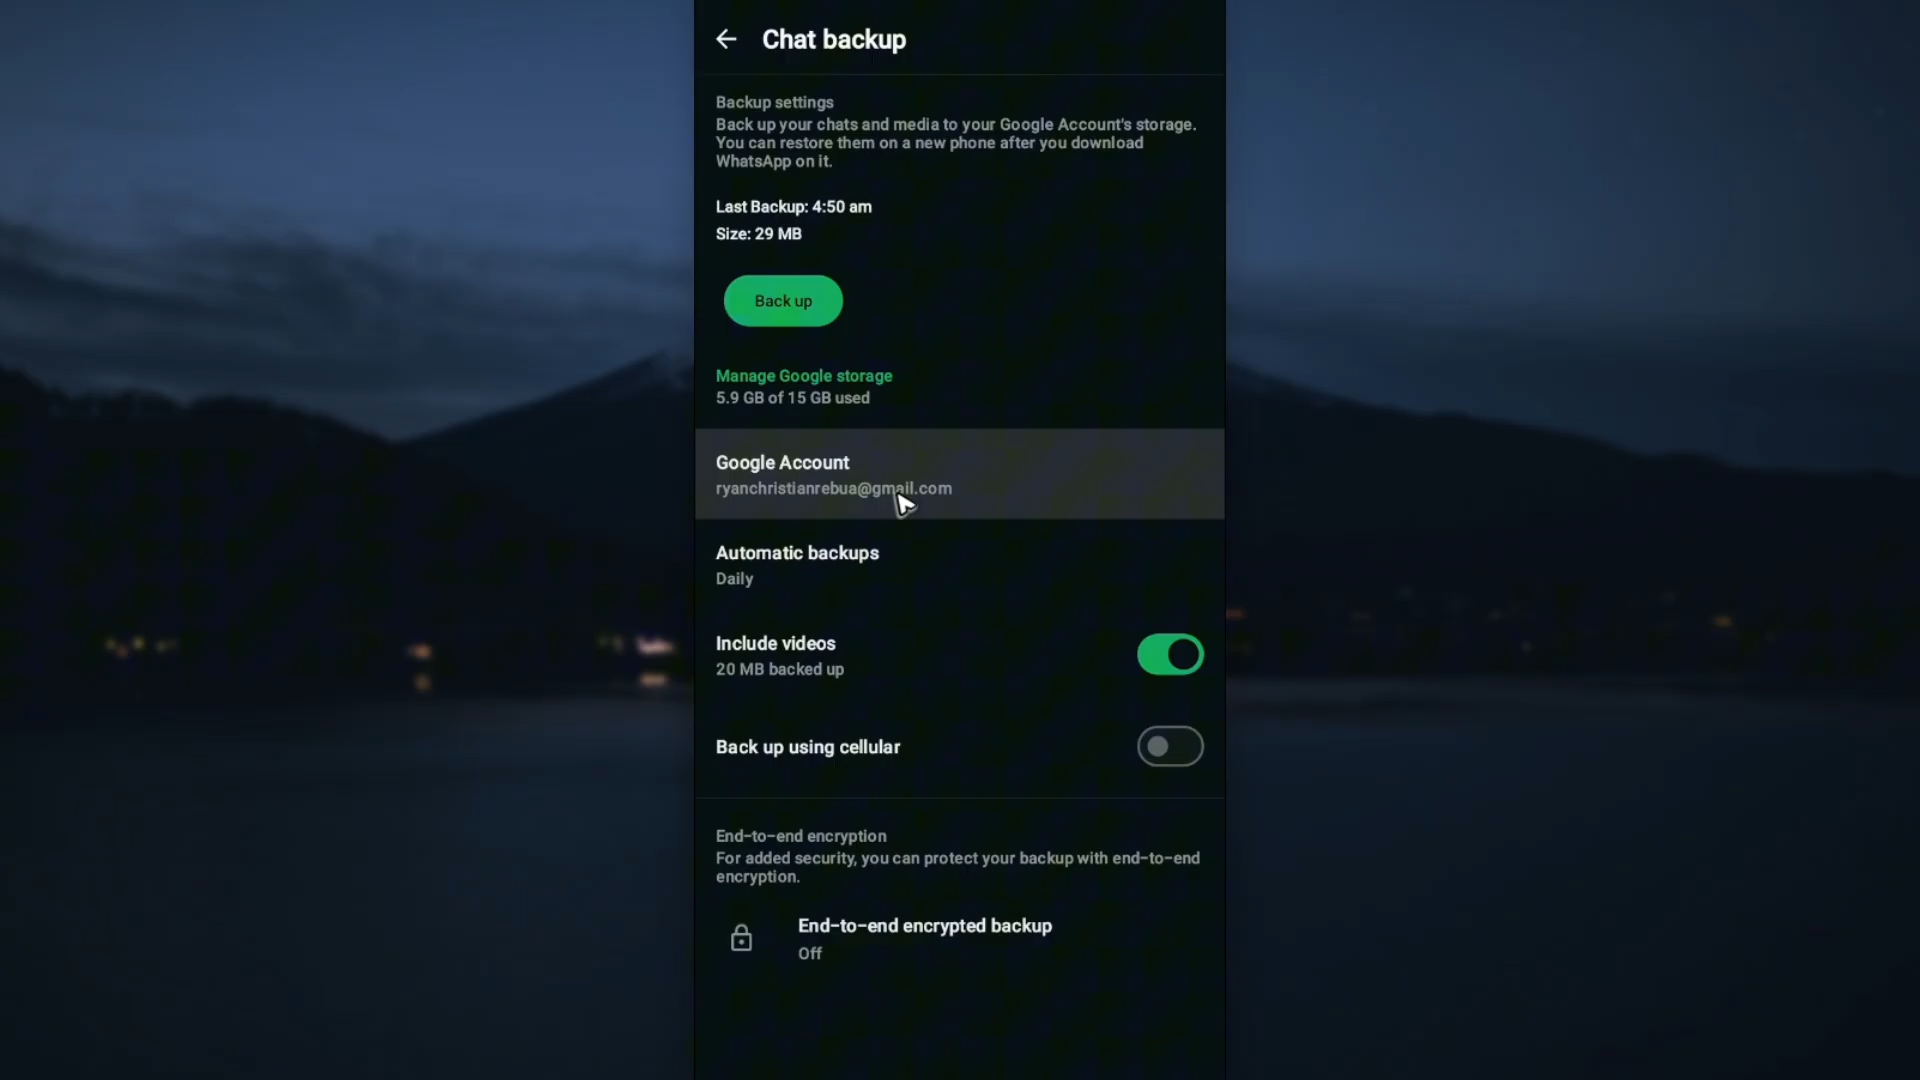 Chat backup
Backup settings
Back up your chats and media to your Google Account's storage.
You can restore them on a new phone after you download
WhatsApp on it.
Last Backup: 4:50 am
Size: 29 MB
Back up
Manage Google storage
5.9 GB of 15 GB used
Google Account
ryanchristianrebua@gmail.com
Automatic backups
Daily
Include videos
20 MB backed up
Back up using cellular
End-to-end encryption
For added security, you can protect your backup with end-to-end
encryption.
End-to-end encrypted backup
Off